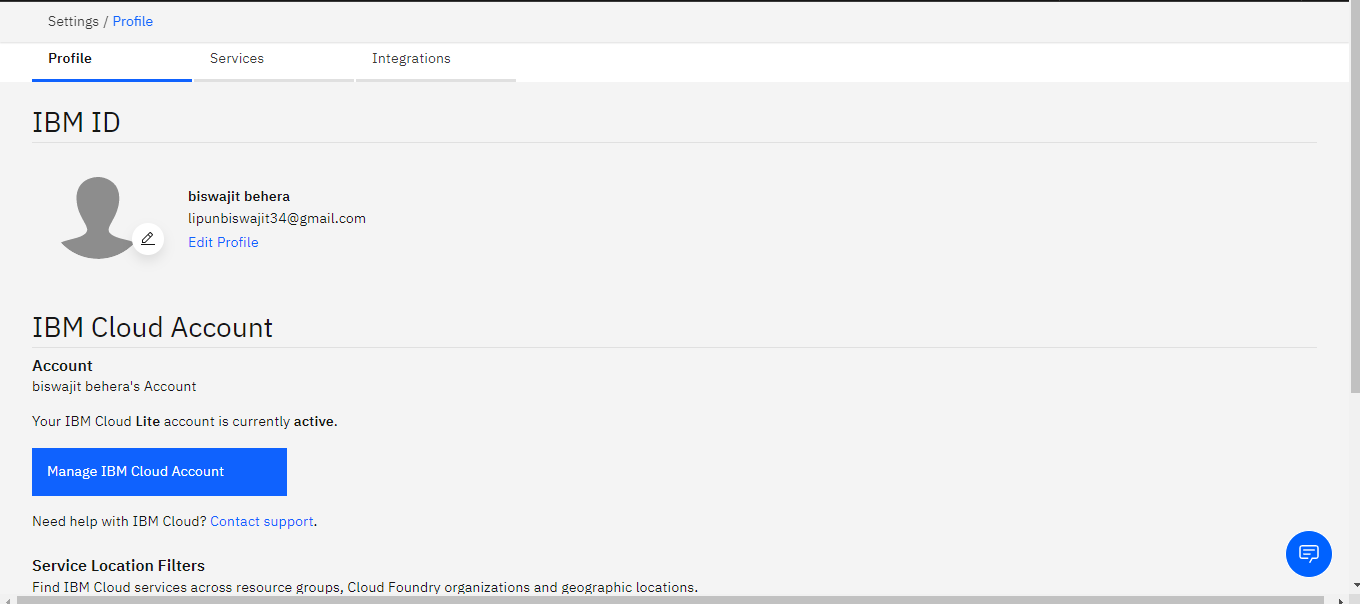 Settings / Profile
Profile Services Integrations
IBM ID
biswajit behera
lipunbiswajit34@gmail.com
Edit Profile
IBM Cloud Account
Account
biswajit behera's Account
Your IBM Cloud Lite account is currently active.
Manage IBM Cloud Account
Need help with IBM Cloud? Contact support.
Service Location Filters
Find IBM Cloud services across resource groups, Cloud Foundry organizations and geographic locations.